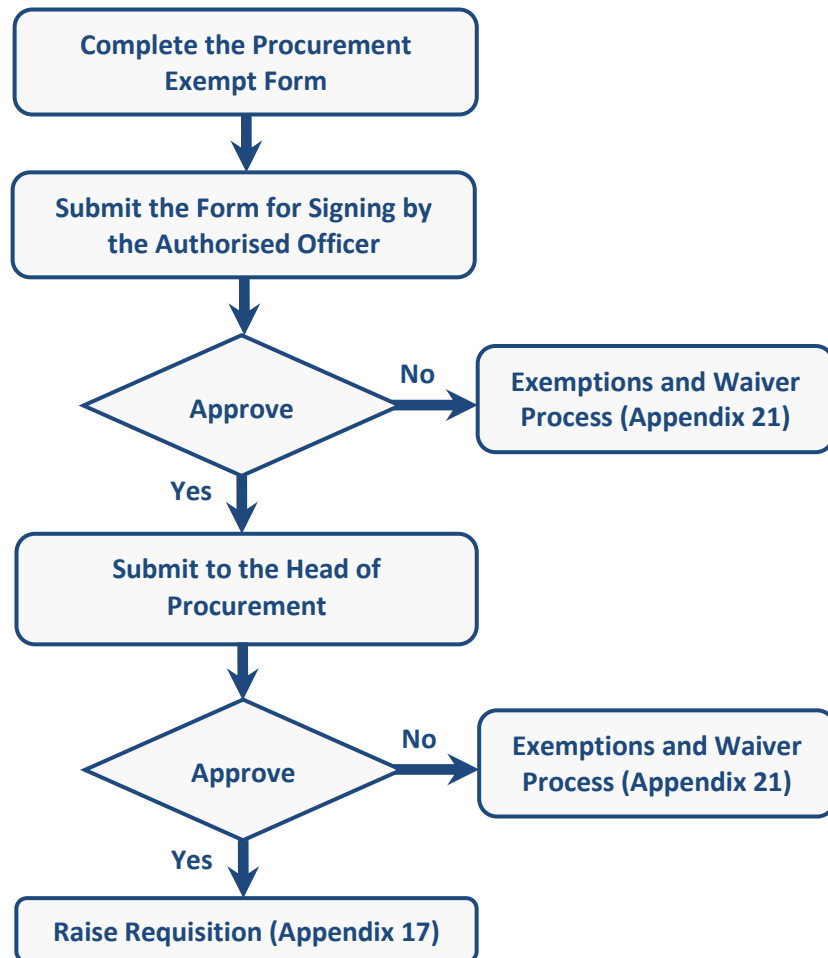 Complete the Procurement
Exempt Form
Submit the Form for Signing by
the Authorised Officer
Approve
No
Exemptions and Waiver
Process (Appendix 21)
Yes
Submit to the Head of
Procurement
Approve
No
Exemptions and Waiver
Process (Appendix 21)
Yes
Raise Requisition (Appendix 17)